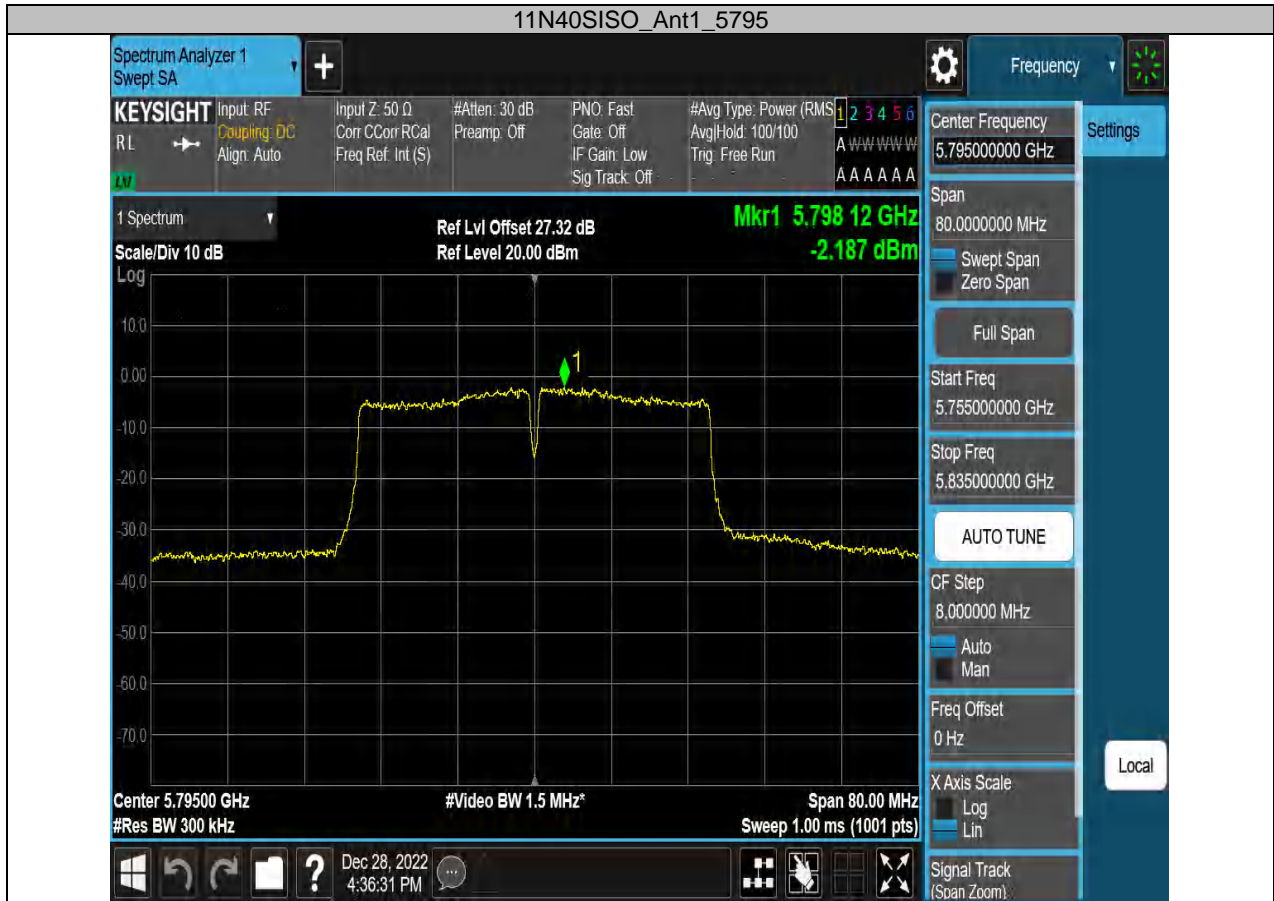 11N40SISO_Ant1_5795
Spectrum Analyzer 1
Swept SA
+
Frequency
KEYSIGHT
RL
LXI
Input: RF
Coupling: DC
Align: Auto
Input Z: 50 Ω
Corr CCorr RCal
Freq Ref: Int (S)
#Atten: 30 dB
Preamp: Off
PNO: Fast
Gate: Off
IF Gain: Low
Sig Track: Off
#Avg Type: Power (RMS
Avg|Hold: 100/100
Trig: Free Run
1 2 3 4 5 6
A W W W W W
A A A A A A
1 Spectrum
Scale/Div 10 dB
Log
Ref Lvl Offset 27.32 dB
Ref Level 20.00 dBm
Mkr1 5.798 12 GHz
-2.187 dBm
10.0
0.00
-10.0
-20.0
-30.0
-40.0
-50.0
-60.0
-70.0
1
Center 5.79500 GHz
#Res BW 300 kHz
#Video BW 1.5 MHz*
Span 80.00 MHz
Sweep 1.00 ms (1001 pts)
Center Frequency
5.795000000 GHz
Settings
Span
80.0000000 MHz
Swept Span
Zero Span
Full Span
Start Freq
5.755000000 GHz
Stop Freq
5.835000000 GHz
AUTO TUNE
CF Step
8.000000 MHz
Auto
Man
Freq Offset
0 Hz
X Axis Scale
Log
Lin
Local
Signal Track
(Span Zoom)
?
Dec 28, 2022
4:36:31 PM